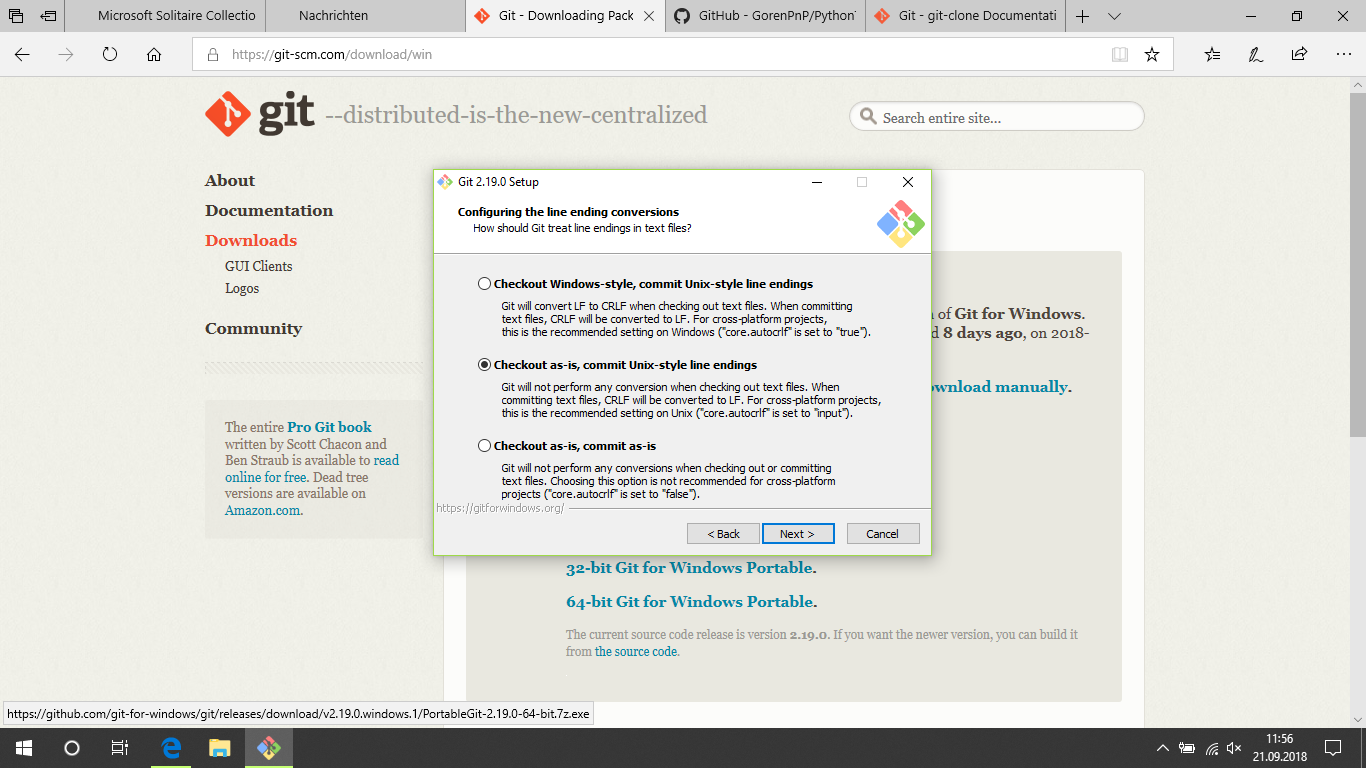 Microsoft Solitaire Collectio
Nachrichten
Git - Downloading Pack
GitHub - GorenPnP/Python
Git - git-clone Documentati
https://git-scm.com/download/win
git --distributed-is-the-new-centralized
Search entire site...
About
Documentation
Downloads
GUI Clients
Logos
Community
The entire Pro Git book
written by Scott Chacon and
Ben Straub is available to read
online for free. Dead tree
versions are available on
Amazon.com.
Git 2.19.0 Setup
Configuring the line ending conversions
How should Git treat line endings in text files?
Checkout Windows-style, commit Unix-style line endings
Git will convert LF to CRLF when checking out text files. When committing
text files, CRLF will be converted to LF. For cross-platform projects,
this is the recommended setting on Windows ("core.autocrlf" is set to "true").
Checkout as-is, commit Unix-style line endings
Git will not perform any conversion when checking out text files. When
committing text files, CRLF will be converted to LF. For cross-platform projects,
this is the recommended setting on Unix ("core.autocrlf" is set to "input").
Checkout as-is, commit as-is
Git will not perform any conversions when checking out or committing
text files. Choosing this option is not recommended for cross-platform
projects ("core.autocrlf" is set to "false").
https://gitforwindows.org/
< Back
Next >
Cancel
of Git for Windows.
d 8 days ago, on 2018-
ownload manually.
32-bit Git for Windows Portable.
64-bit Git for Windows Portable.
The current source code release is version 2.19.0. If you want the newer version, you can build it
from the source code.
https://github.com/git-for-windows/git/releases/download/v2.19.0.windows.1/PortableGit-2.19.0-64-bit.7z.exe
11:56
21.09.2018